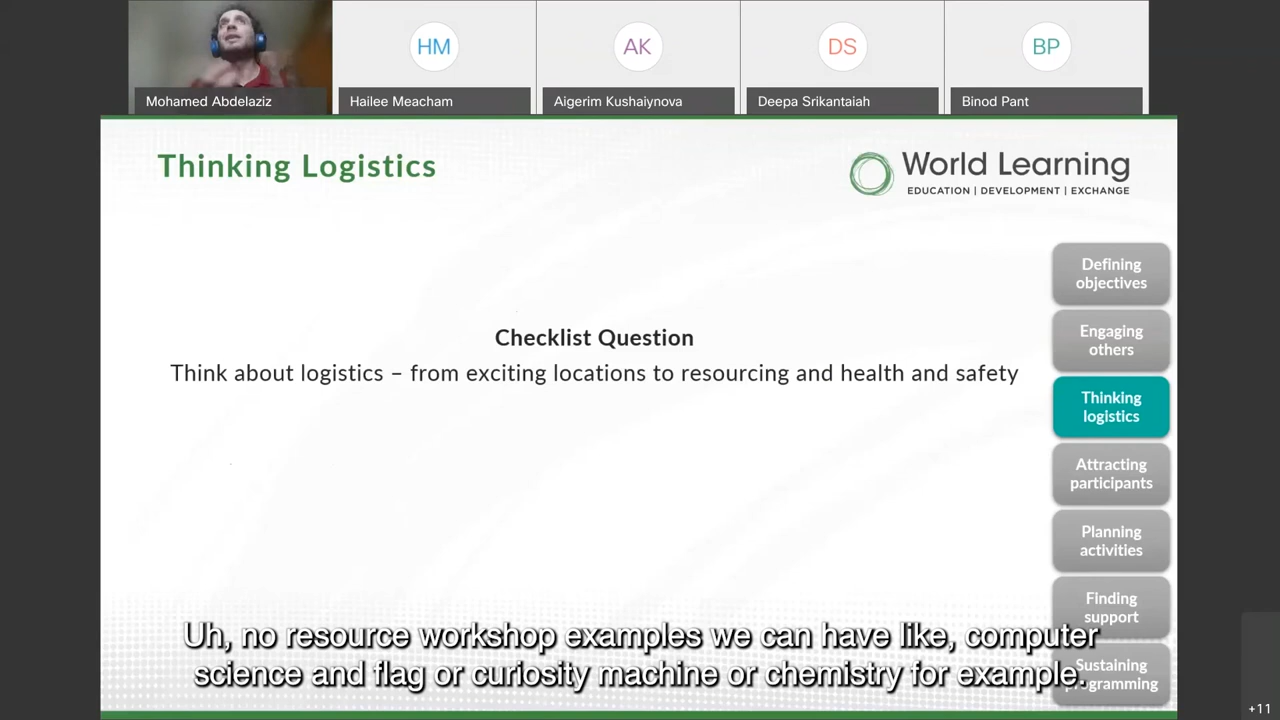 HM
AK
DS
BP
Mohamed Abdelaziz
Hailee Meacham
Aigerim Kushaiynova
Deepa Srikantaiah
Binod Pant
Thinking Logistics
World Learning
EDUCATION | DEVELOPMENT | EXCHANGE
Checklist Question
Think about logistics – from exciting locations to resourcing and health and safety
Defining
objectives
Engaging
others
Thinking
logistics
Attracting
participants
Planning
activities
Finding
support
Sustaining
programming
Uh, no resource workshop examples we can have like, computer
science and flag or curiosity machine or chemistry for example.
+11